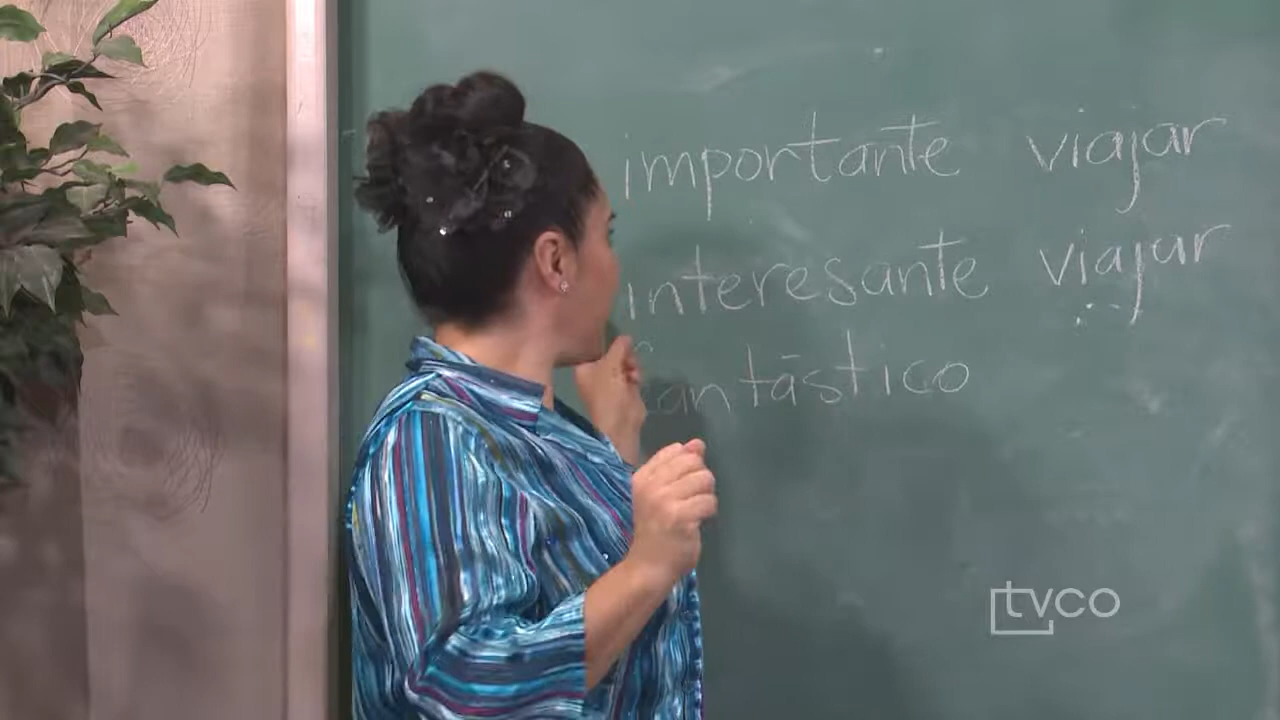 importante viajar
interesante viajar
fantástico
tvco